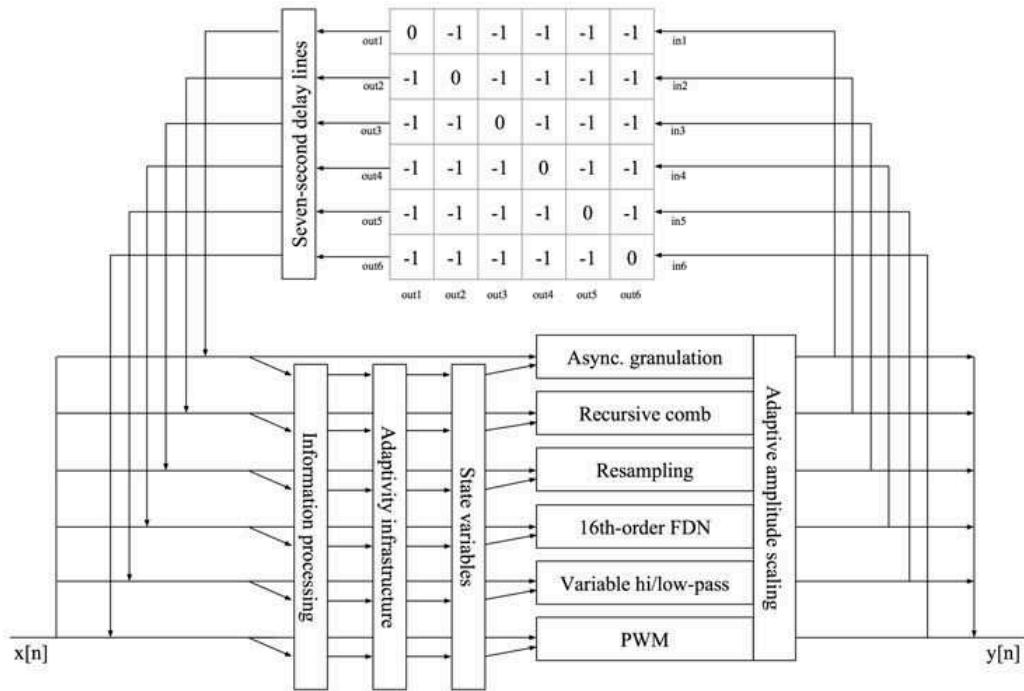 Seven-second delay lines
out1 0 -1 -1 -1 -1 -1 in1
out2 -1 0 -1 -1 -1 -1 in2
out3 -1 -1 0 -1 -1 -1 in3
out4 -1 -1 -1 0 -1 -1 in4
out5 -1 -1 -1 -1 0 -1 in5
out6 -1 -1 -1 -1 -1 0 in6
out1 out2 out3 out4 out5 out6
Information processing
Adaptivity infrastructure
State variables
Async. granulation
Recursive comb
Resampling
16th-order FDN
Variable hi/low-pass
PWM
Adaptive amplitude scaling
x[n]
y[n]